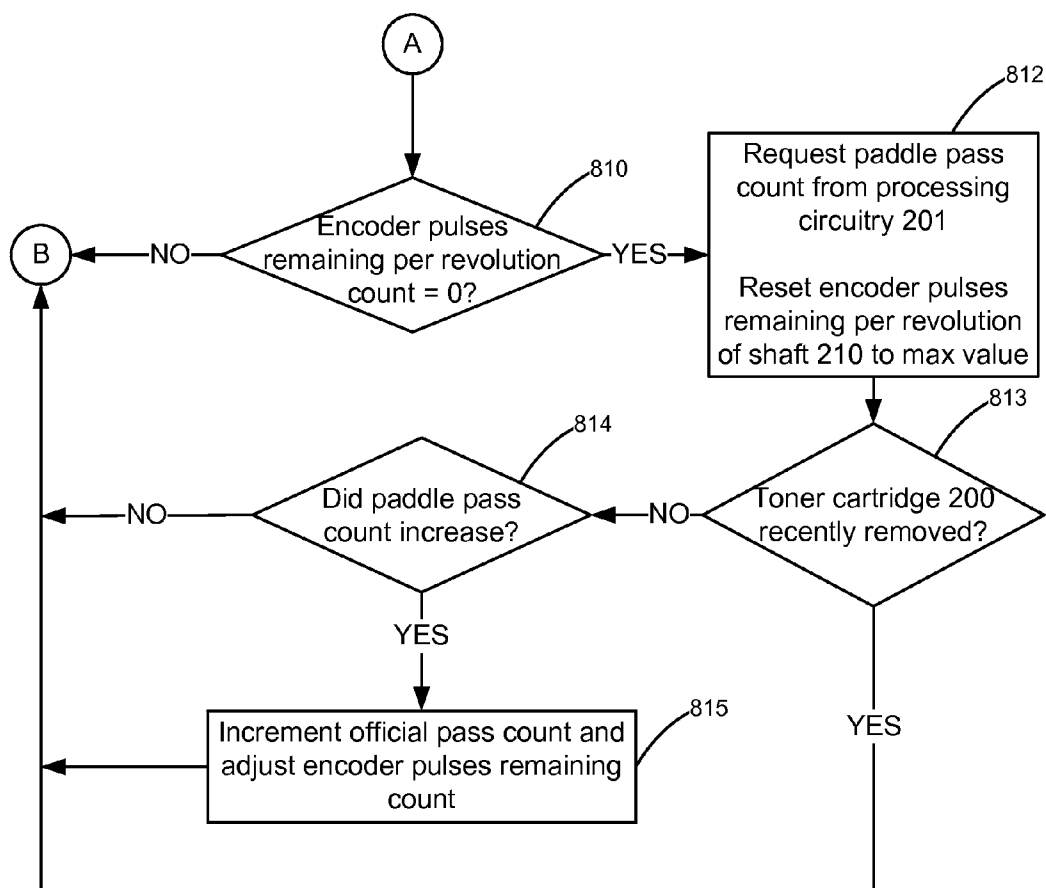 A
812
810
Request paddle pass
count from processing
circuitry 201
Reset encoder pulses
remaining per revolution
of shaft 210 to max value
Encoder pulses
remaining per revolution
count = 0?
YES
NO
B
813
814
Toner cartridge 200
recently removed?
NO
Did paddle pass
count increase?
NO
YES
YES
815
Increment official pass count and
adjust encoder pulses remaining
count